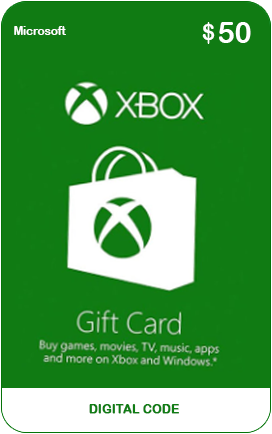 Microsoft
$50
XBOX
Gift Card
Buy games, movies, TV, music, apps
and more on Xbox and Windows.*
DIGITAL CODE